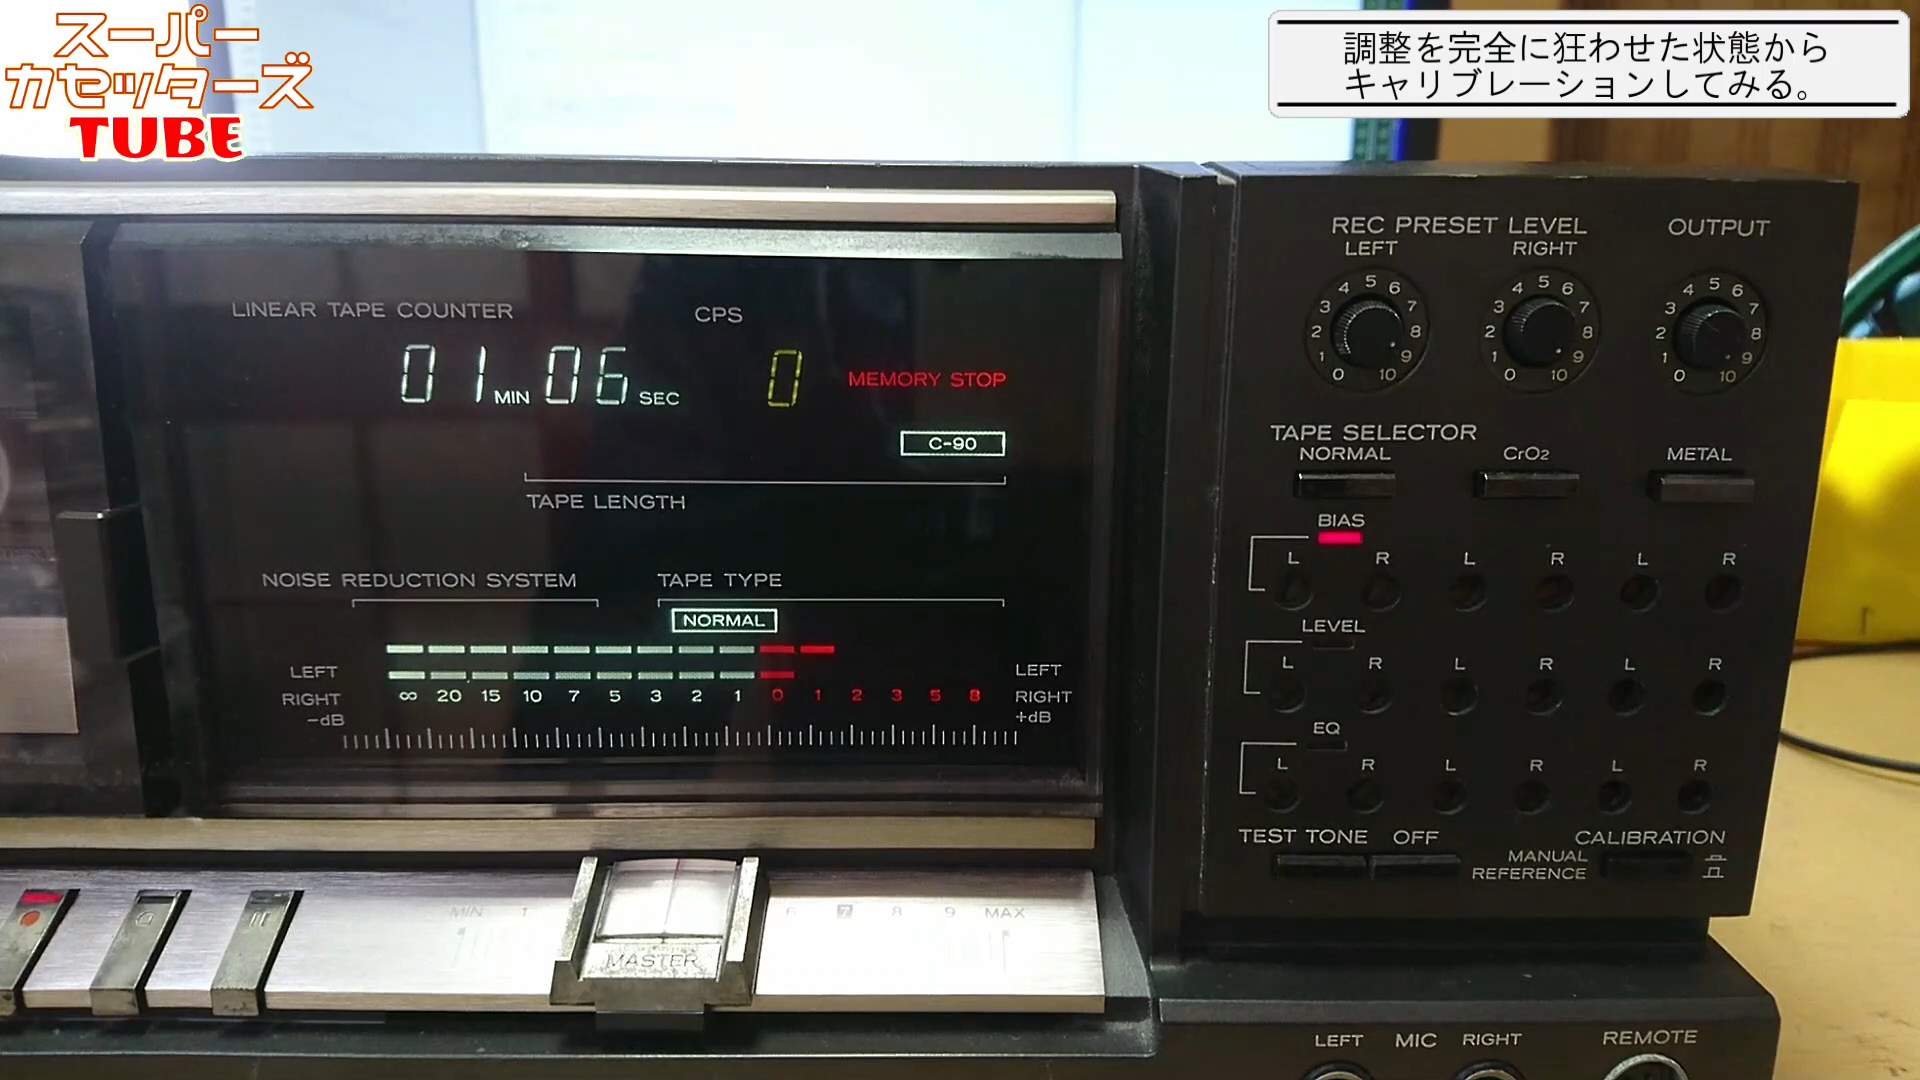 スーパー
カセッターズ
TUBE
調整を完全に狂わせた状態から
キャリブレーションしてみる。
LINEAR TAPE COUNTER
CPS
01 MIN 06 SEC
0
MEMORY STOP
C-90
TAPE LENGTH
NOISE REDUCTION SYSTEM
TAPE TYPE
NORMAL
LEFT
RIGHT
-dB
∞ 20 15 10 7 5 3 2 1 0 1 2 3 5 8
LEFT
RIGHT
+dB
MIN 1
6 7 8 9 MAX
MASTER
REC PRESET LEVEL
OUTPUT
LEFT
RIGHT
0 1 2 3 4 5 6 7 8 9 10
0 1 2 3 4 5 6 7 8 9 10
0 1 2 3 4 5 6 7 8 9 10
TAPE SELECTOR
NORMAL
CrO2
METAL
BIAS
L R L R L R
LEVEL
L R L R L R
EQ
L R L R L R
TEST TONE OFF
CALIBRATION
MANUAL
REFERENCE
LEFT MIC RIGHT
REMOTE